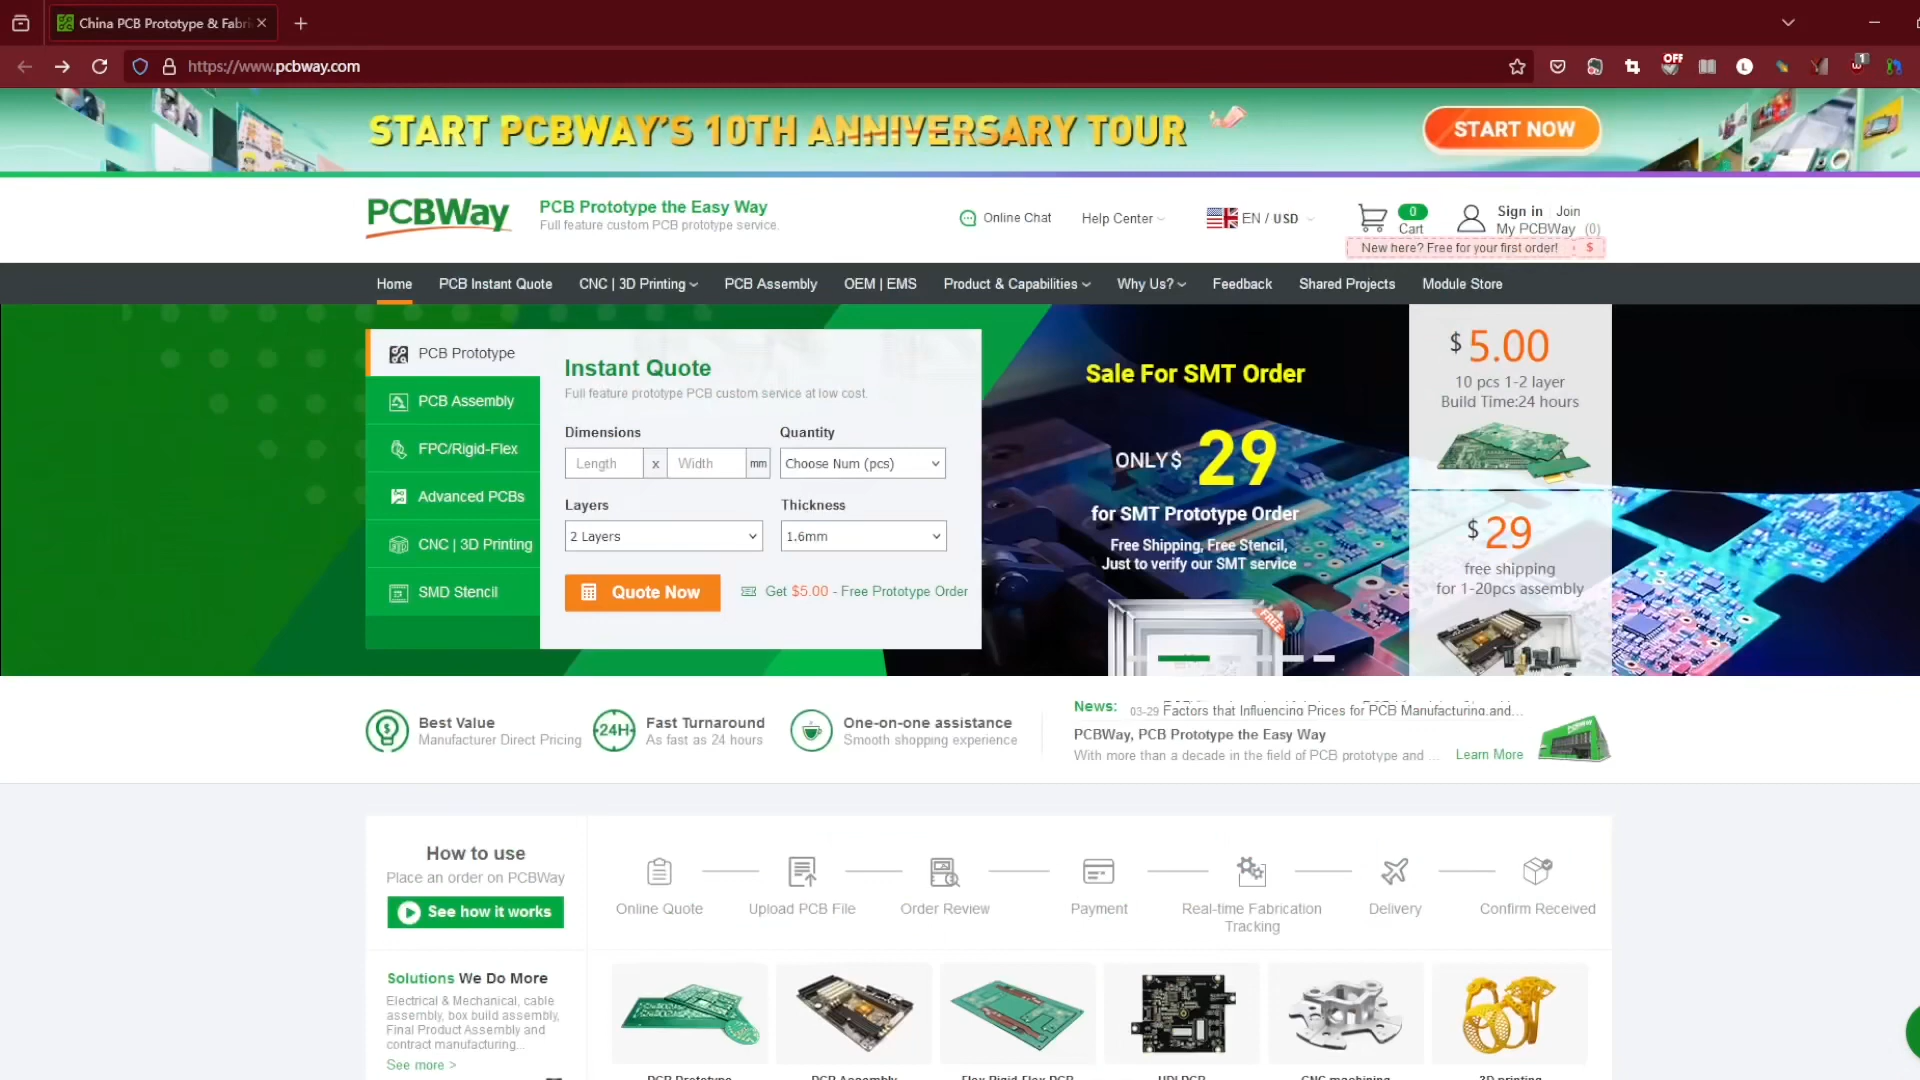 China PCB Prototype & Fabri
https://www.pcbway.com
OFF
1
START PCBWAY'S 10TH ANNIVERSARY TOUR
START NOW
PCBWay
PCB Prototype the Easy Way
Full feature custom PCB prototype service.
Online Chat
Help Center
EN / USD
0
Cart
Sign in
Join
My PCBWay (0)
New here? Free for your first order!
$
Home
PCB Instant Quote
CNC | 3D Printing
PCB Assembly
OEM | EMS
Product & Capabilities
Why Us?
Feedback
Shared Projects
Module Store
PCB Prototype
PCB Assembly
FPC/Rigid-Flex
Advanced PCBs
CNC | 3D Printing
SMD Stencil
Instant Quote
Full feature prototype PCB custom service at low cost.
Dimensions
Quantity
Length x Width mm
Choose Num (pcs)
Layers
Thickness
2 Layers
1.6mm
Quote Now
Get $5.00 - Free Prototype Order
Sale For SMT Order
ONLY$ 29
for SMT Prototype Order
Free Shipping, Free Stencil,
Just to verify our SMT service
FREE
$ 5.00
10 pcs 1-2 layer
Build Time:24 hours
$ 29
free shipping
for 1-20pcs assembly
Best Value
Manufacturer Direct Pricing
24H
Fast Turnaround
As fast as 24 hours
One-on-one assistance
Smooth shopping experience
News:
03-29 Factors that Influencing Prices for PCB Manufacturing and...
PCBWay, PCB Prototype the Easy Way
With more than a decade in the field of PCB prototype and ...
Learn More
How to use
Place an order on PCBWay
See how it works
Online Quote
Upload PCB File
Order Review
Payment
Real-time Fabrication
Tracking
Delivery
Confirm Received
Solutions We Do More
Electrical & Mechanical, cable
assembly, box build assembly,
Final Product Assembly and
contract manufacturing...
See more >
PCB Prototype
PCB Assembly
Flex Rigid-Flex PCB
HDI PCB
CNC machining
3D printing